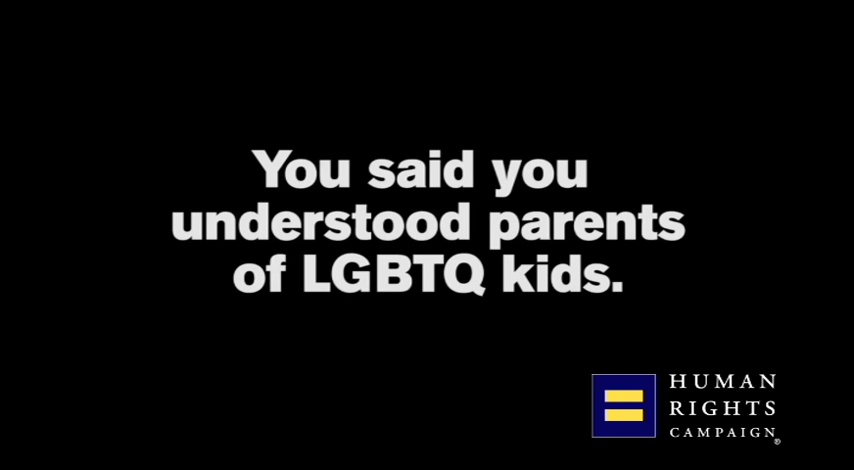 You said you
understood parents
of LGBTQ kids.
HUMAN
RIGHTS
CAMPAIGN®